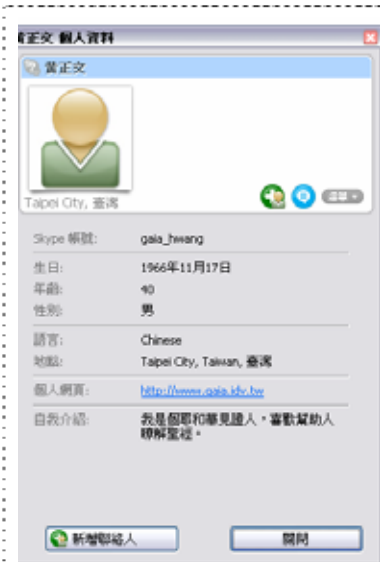 黃正文 個人資料
黃正文
Taipei City, 臺灣
選單
Skype 帳號: gaia_hwang
生日: 1966年11月17日
年齡: 40
性別: 男
語言: Chinese
地點: Taipei City, Taiwan, 臺灣
個人網頁: http://www.gaia.idv.tw
自我介紹: 我是個耶和華見證人，喜歡幫助人
瞭解聖經。
新增聯絡人
關閉